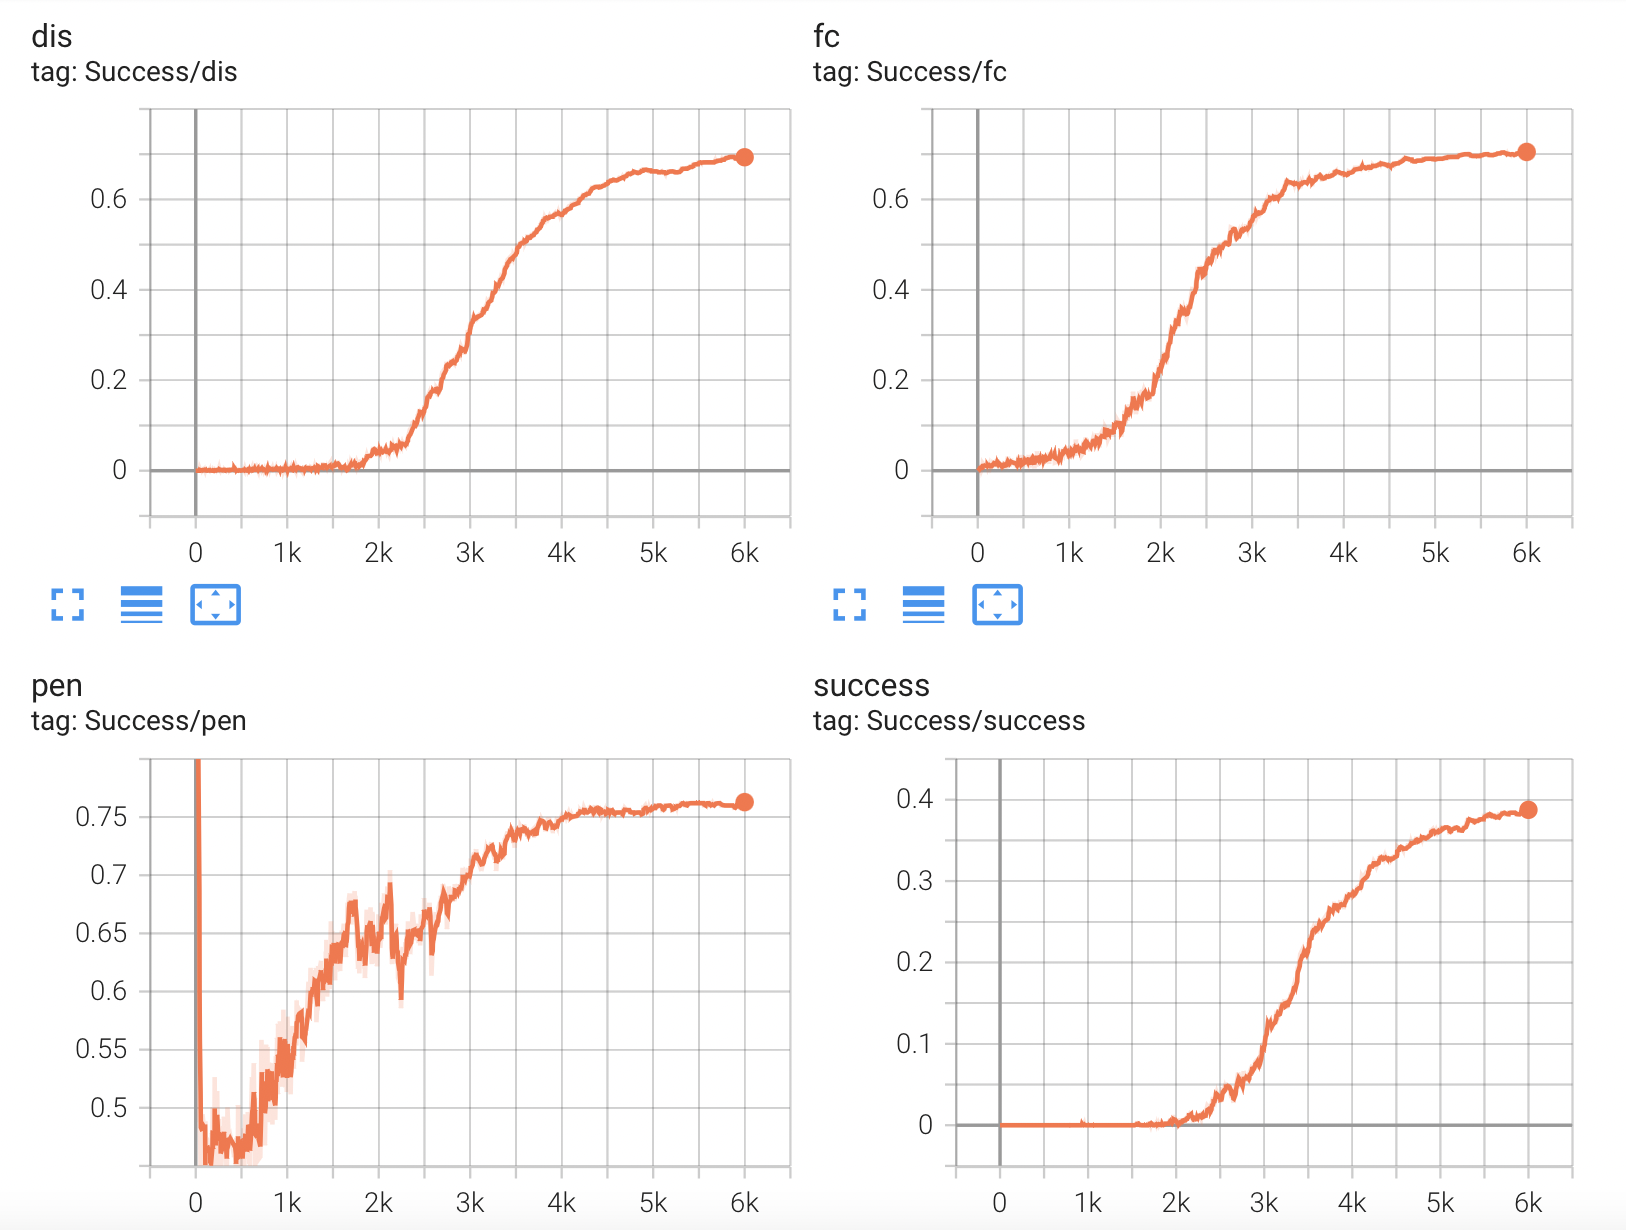 dis
tag: Success/dis
0.6
0.4
0.2
0
0 1k 2k 3k 4k 5k 6k
fc
tag: Success/fc
0.6
0.4
0.2
0
0 1k 2k 3k 4k 5k 6k
pen
tag: Success/pen
0.75
0.7
0.65
0.6
0.55
0.5
0 1k 2k 3k 4k 5k 6k
success
tag: Success/success
0.4
0.3
0.2
0.1
0
0 1k 2k 3k 4k 5k 6k